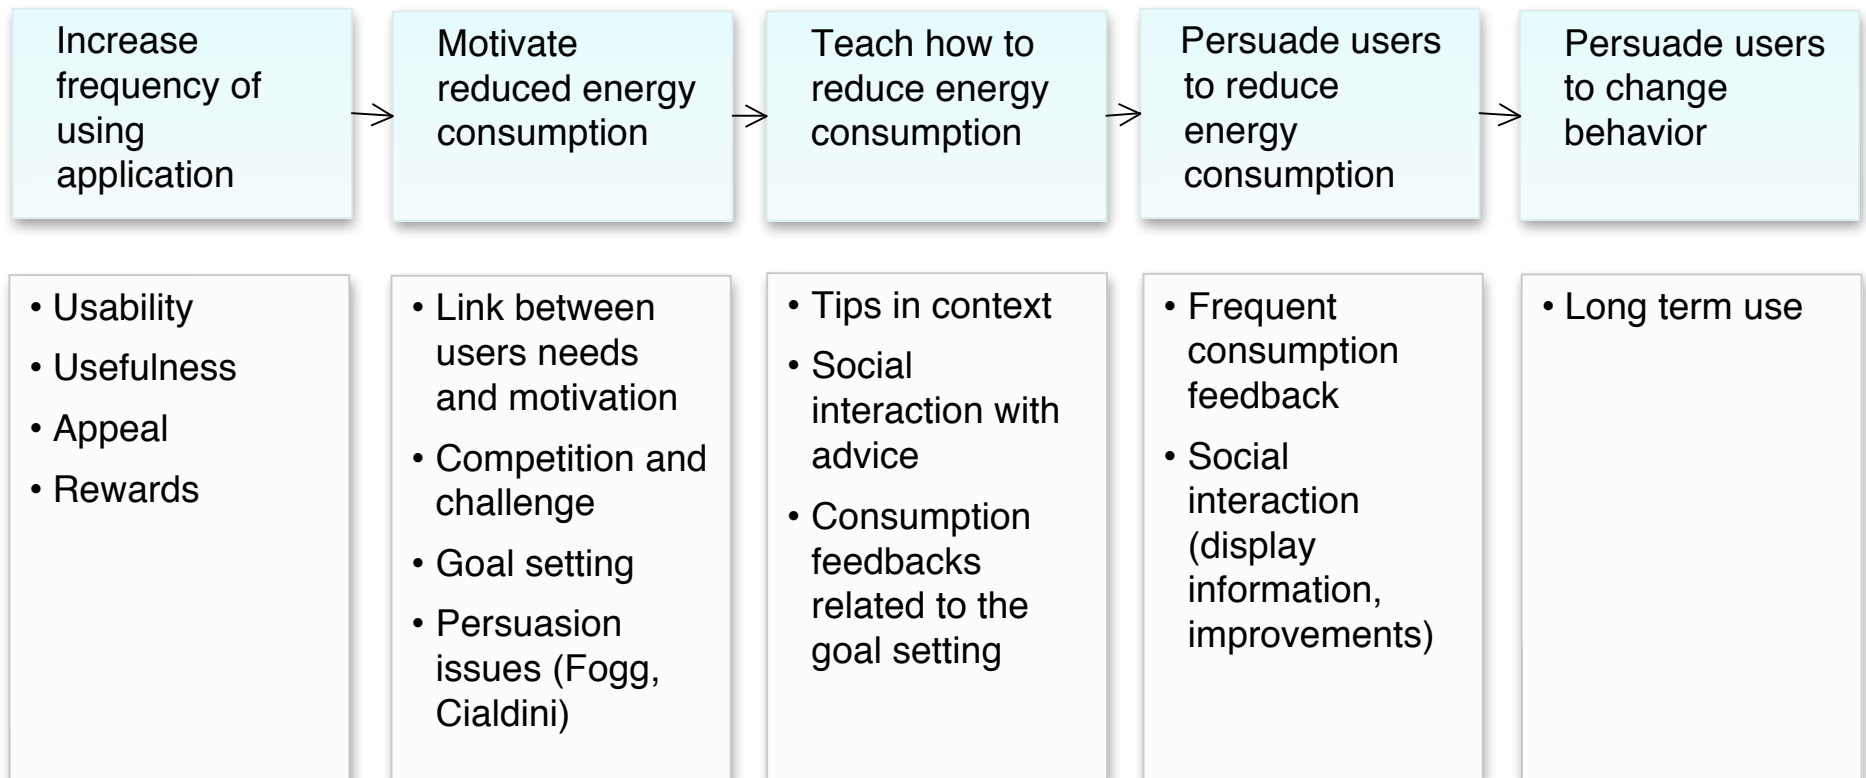 Increase
frequency of
using
application
Motivate
reduced energy
consumption
Teach how to
reduce energy
consumption
Persuade users
to reduce
energy
consumption
Persuade users
to change
behavior
• Usability
• Usefulness
• Appeal
• Rewards
• Link between
users needs
and motivation
• Competition and
challenge
• Goal setting
• Persuasion
issues (Fogg,
Cialdini)
• Tips in context
• Social
interaction with
advice
• Consumption
feedbacks
related to the
goal setting
• Frequent
consumption
feedback
• Social
interaction
(display
information,
improvements)
• Long term use